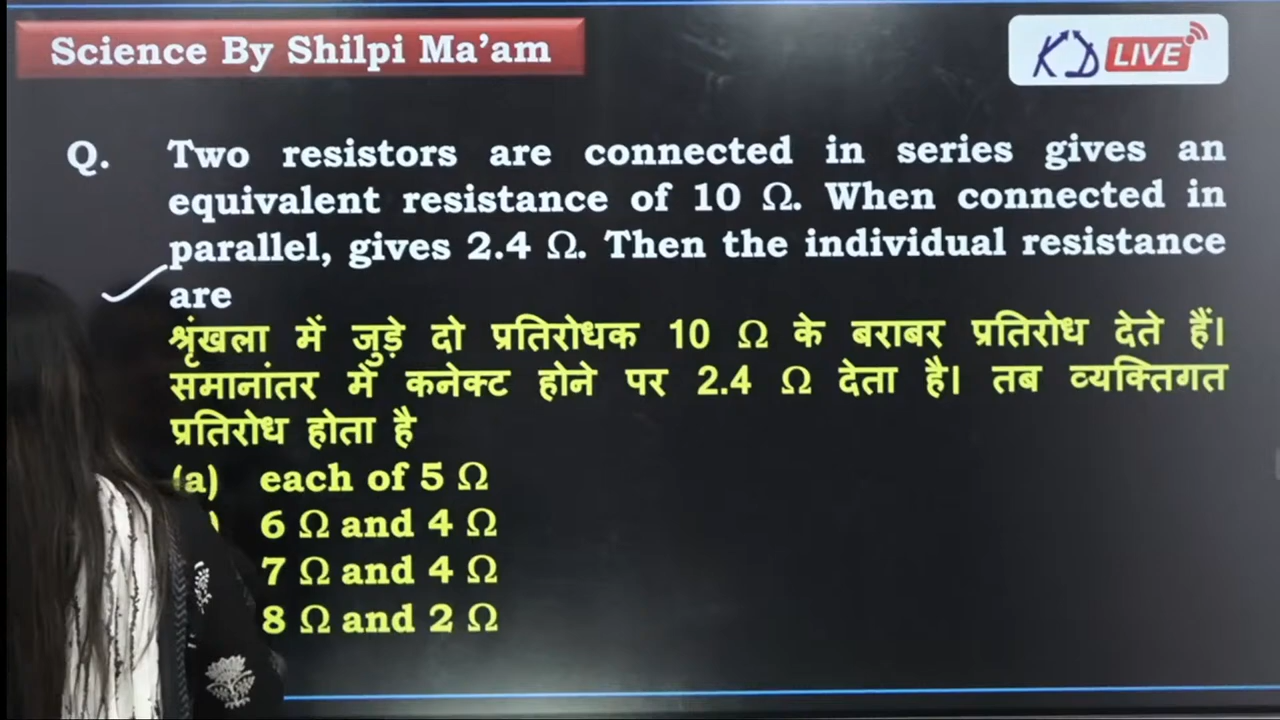 Science By Shilpi Ma’am
KD LIVE
Q. Two resistors are connected in series gives an
equivalent resistance of 10 Ω. When connected in
parallel, gives 2.4 Ω. Then the individual resistance
are
श्रृंखला में जुड़े दो प्रतिरोधक 10 Ω के बराबर प्रतिरोध देते हैं।
समानांतर में कनेक्ट होने पर 2.4 Ω देता है। तब व्यक्तिगत
प्रतिरोध होता है
(a) each of 5 Ω
) 6 Ω and 4 Ω
7 Ω and 4 Ω
8 Ω and 2 Ω